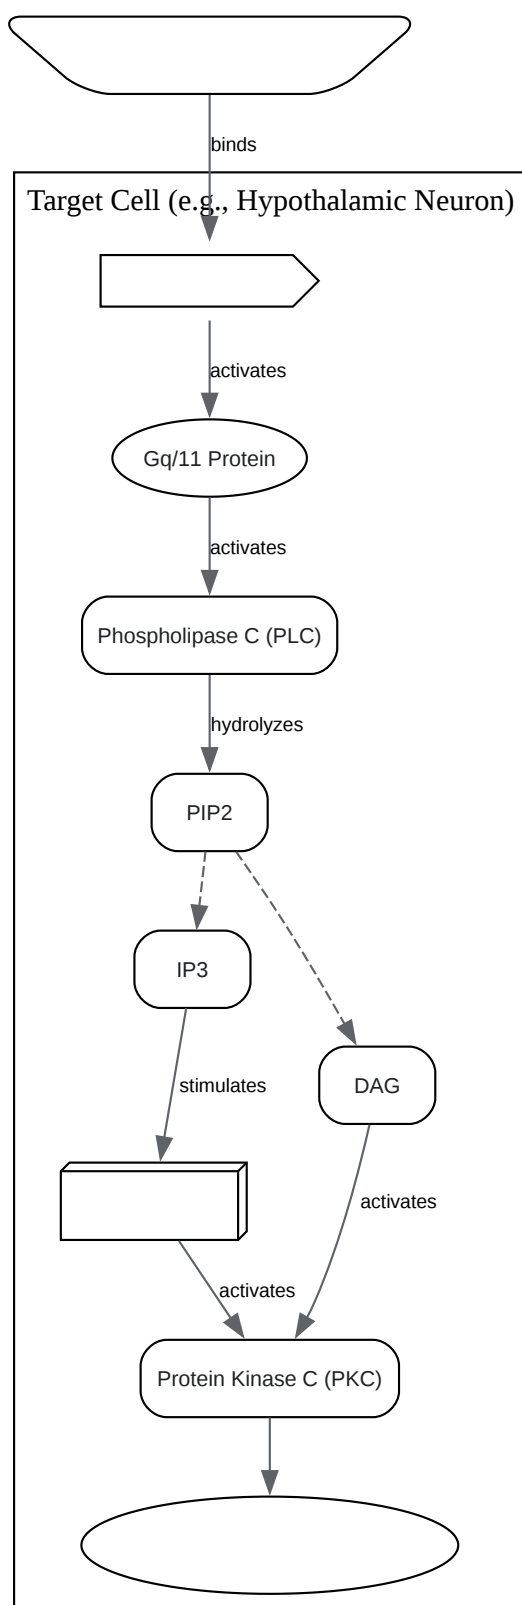 binds
Target Cell (e.g., Hypothalamic Neuron)
activates
Gq/11 Protein
activates
Phospholipase C (PLC)
hydrolyzes
PIP2
IP3
stimulates
DAG
activates
activates
Protein Kinase C (PKC)